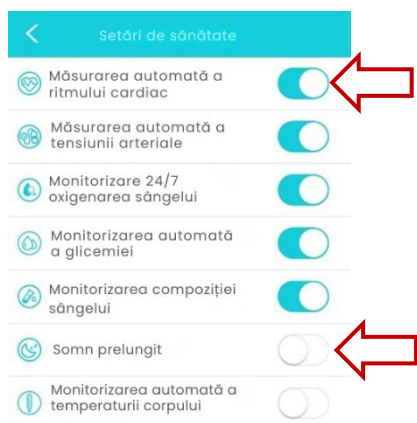 Setări de sănătate
Măsurarea automată a
ritmului cardiac
Măsurarea automată a
tensiunii arteriale
Monitorizare 24/7
oxigenarea sângelui
Monitorizarea automată
a glicemiei
Monitorizarea compoziției
sângelui
Somn prelungit
Monitorizarea automată a
temperaturii corpului